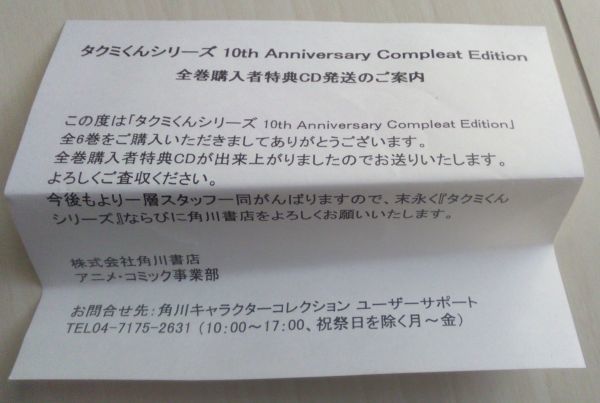 タクミくんシリーズ 10th Anniversary Compleat Edition
全巻購入者特典CD発送のご案内
この度は「タクミくんシリーズ 10th Anniversary Compleat Edition」
全6巻をご購入いただきましてありがとうございます。
全巻購入者特典CDが出来上がりましたのでお送りいたします。
よろしくご査収ください。
今後もより一層スタッフ一同がんばりますので、末永く『タクミくん
シリーズ』ならびに角川書店をよろしくお願いいたします。
株式会社角川書店
アニメ・コミック事業部
お問合せ先：角川キャラクターコレクション ユーザーサポート
TEL04-7175-2631 (10:00～17:00、祝祭日を除く月～金)